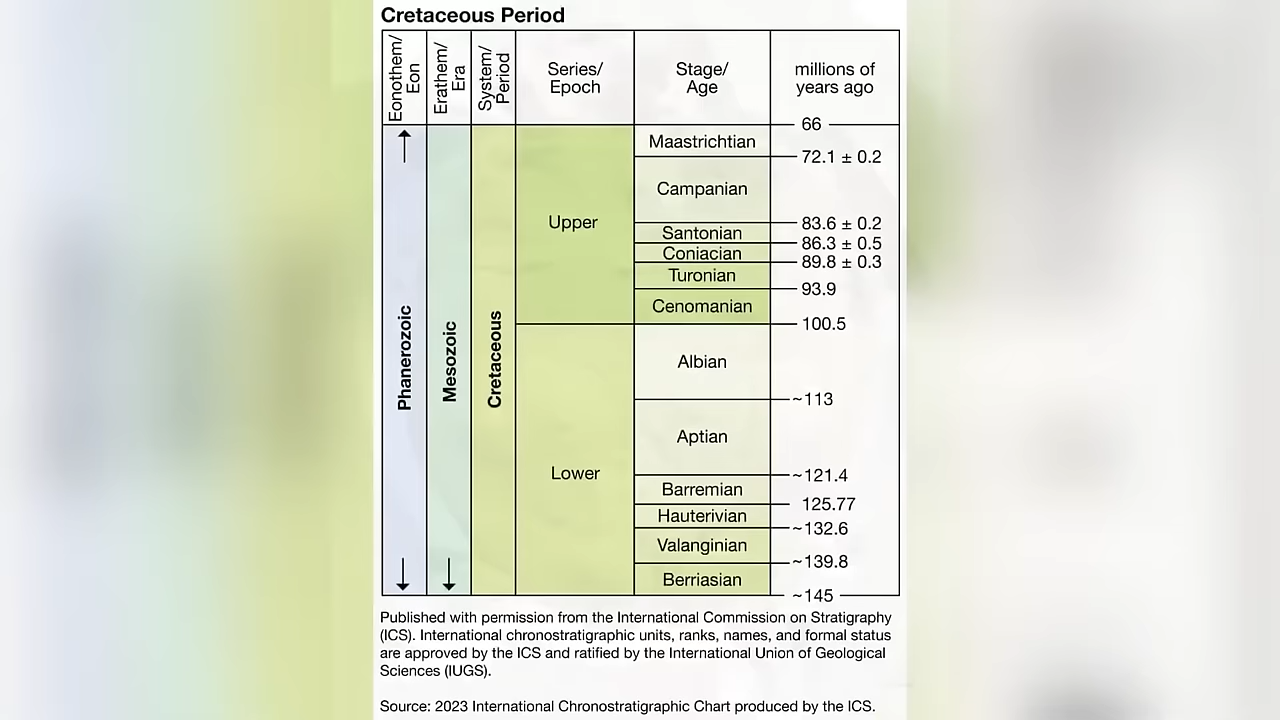 Cretaceous Period
Eonothem/
Eon
Erathem/
Era
System/
Period
Series/
Epoch
Stage/
Age
millions of
years ago
Phanerozoic
Mesozoic
Cretaceous
Upper
Lower
66
Maastrichtian
72.1 ± 0.2
Campanian
83.6 ± 0.2
Santonian
86.3 ± 0.5
Coniacian
89.8 ± 0.3
Turonian
93.9
Cenomanian
100.5
Albian
~113
Aptian
~121.4
Barremian
125.77
Hauterivian
~132.6
Valanginian
~139.8
Berriasian
~145
Published with permission from the International Commission on Stratigraphy
(ICS). International chronostratigraphic units, ranks, names, and formal status
are approved by the ICS and ratified by the International Union of Geological
Sciences (IUGS).
Source: 2023 International Chronostratigraphic Chart produced by the ICS.